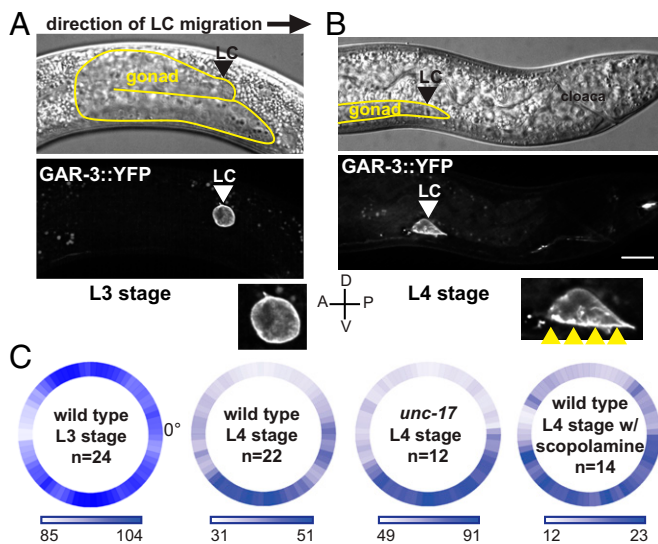 A
direction of LC migration
B
LC
gonad
LC
gonad
cloaca
GAR-3::YFP
LC
GAR-3::YFP
LC
L3 stage
D
A
P
V
L4 stage
C
wild type
L3 stage
n=24
0°
wild type
L4 stage
n=22
unc-17
L4 stage
n=12
wild type
L4 stage w/
scopolamine
n=14
85 104
31 51
49 91
12 23